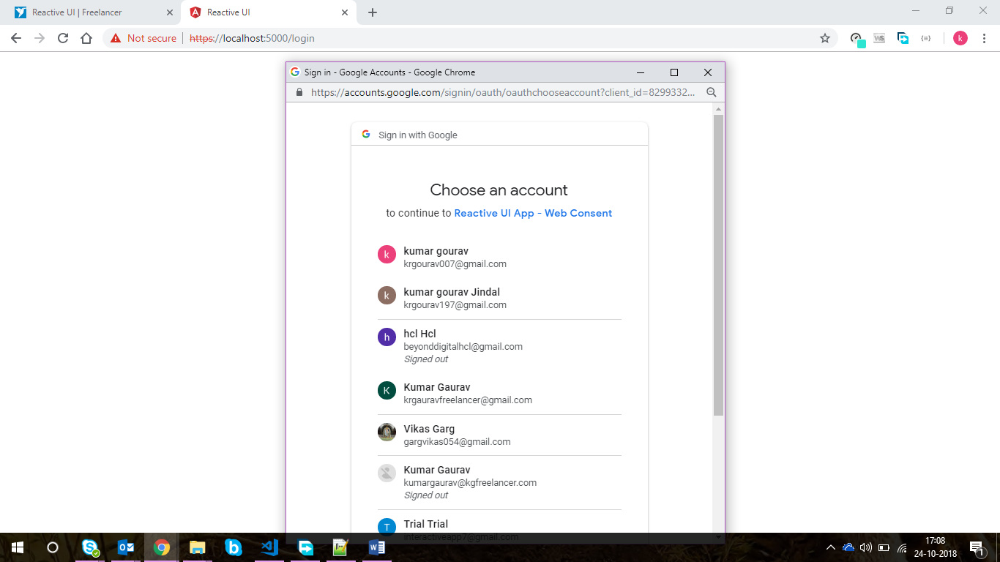 Reactive UI | Freelancer
Reactive UI
Not secure
https://localhost:5000/login
k
Sign in - Google Accounts - Google Chrome
https://accounts.google.com/signin/oauth/oauthchooseaccount?client_id=8299332...
Sign in with Google
Choose an account
to continue to Reactive UI App - Web Consent
k
kumar gourav
krgourav007@gmail.com
k
kumar gourav Jindal
krgourav197@gmail.com
h
hcl Hcl
beyonddigitalhcl@gmail.com
Signed out
K
Kumar Gaurav
krgauravfreelancer@gmail.com
Vikas Garg
gargvikas054@gmail.com
Kumar Gaurav
kumargaurav@kgfreelancer.com
Signed out
T
Trial Trial
interactiveapp7@gmail.com
17:08
24-10-2018
1